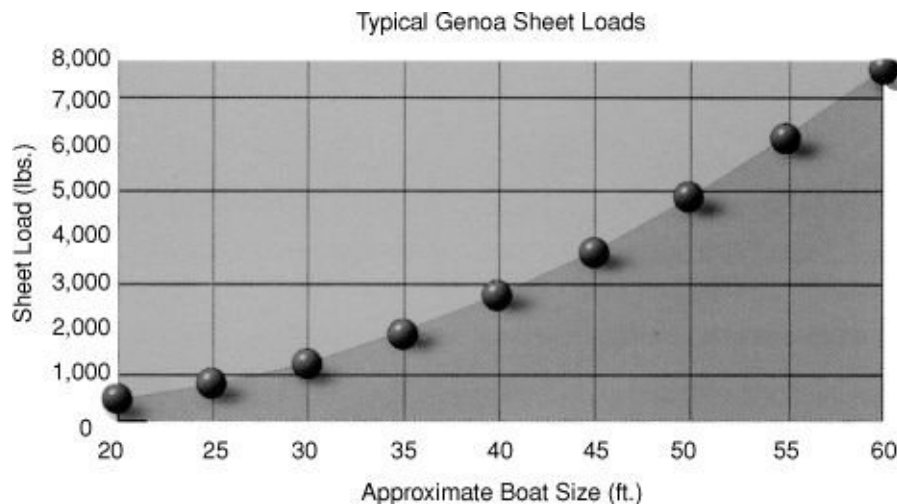 Typical Genoa Sheet Loads
8,000
7,000
6,000
5,000
4,000
3,000
2,000
1,000
0
Sheet Load (lbs.)
20 25 30 35 40 45 50 55 60
Approximate Boat Size (ft.)